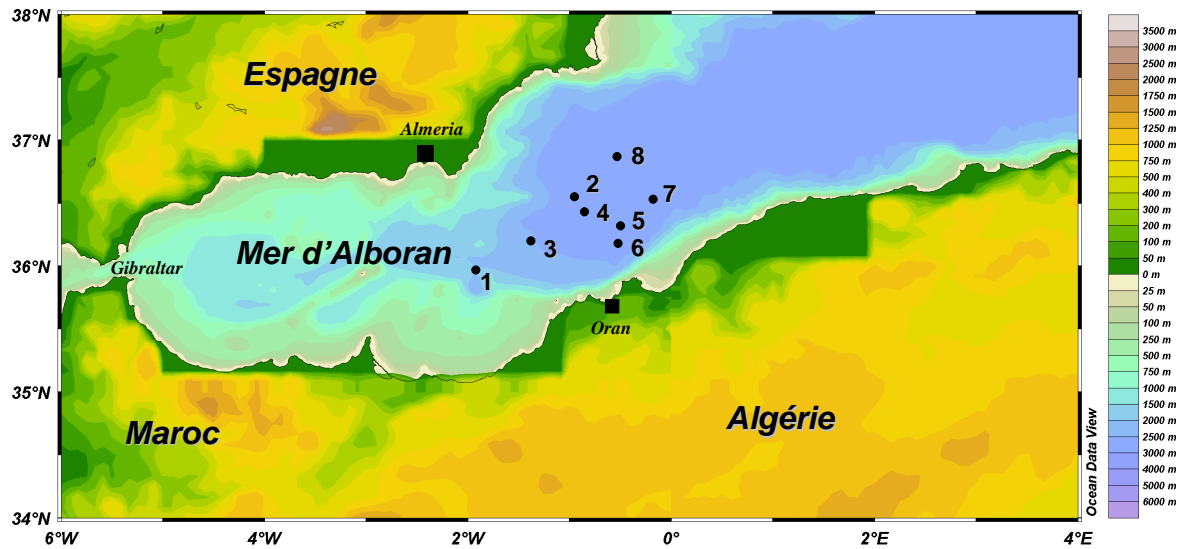 38°N
37°N
36°N
35°N
34°N
6°W
4°W
2°W
0°
2°E
4°E
Espagne
Almeria
8
2
7
4
5
3
6
Mer d’Alboran
Gibraltar
1
Oran
Maroc
Algérie
Ocean Data View
3500 m
3000 m
2500 m
2000 m
1750 m
1500 m
1250 m
1000 m
750 m
500 m
400 m
300 m
200 m
100 m
50 m
0 m
25 m
50 m
100 m
250 m
500 m
750 m
1000 m
1500 m
2000 m
2500 m
3000 m
4000 m
5000 m
6000 m